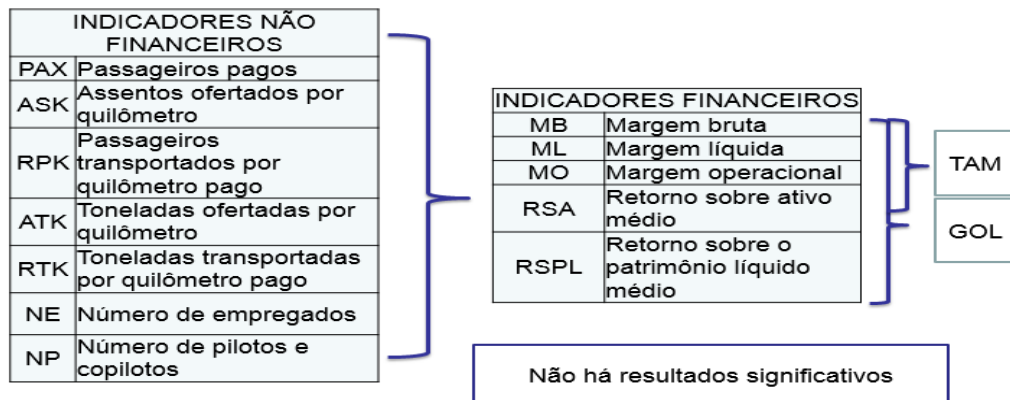 INDICADORES NÃO
FINANCEIROS
PAX Passageiros pagos
ASK Assentos ofertados por
quilômetro
RPK Passageiros
transportados por
quilômetro pago
ATK Toneladas ofertadas por
quilômetro
RTK Toneladas transportadas
por quilômetro pago
NE Número de empregados
NP Número de pilotos e
copilotos
INDICADORES FINANCEIROS
MB Margem bruta
ML Margem líquida
MO Margem operacional
RSA Retorno sobre ativo
médio
RSPL Retorno sobre o
patrimônio líquido
médio
TAM
GOL
Não há resultados significativos